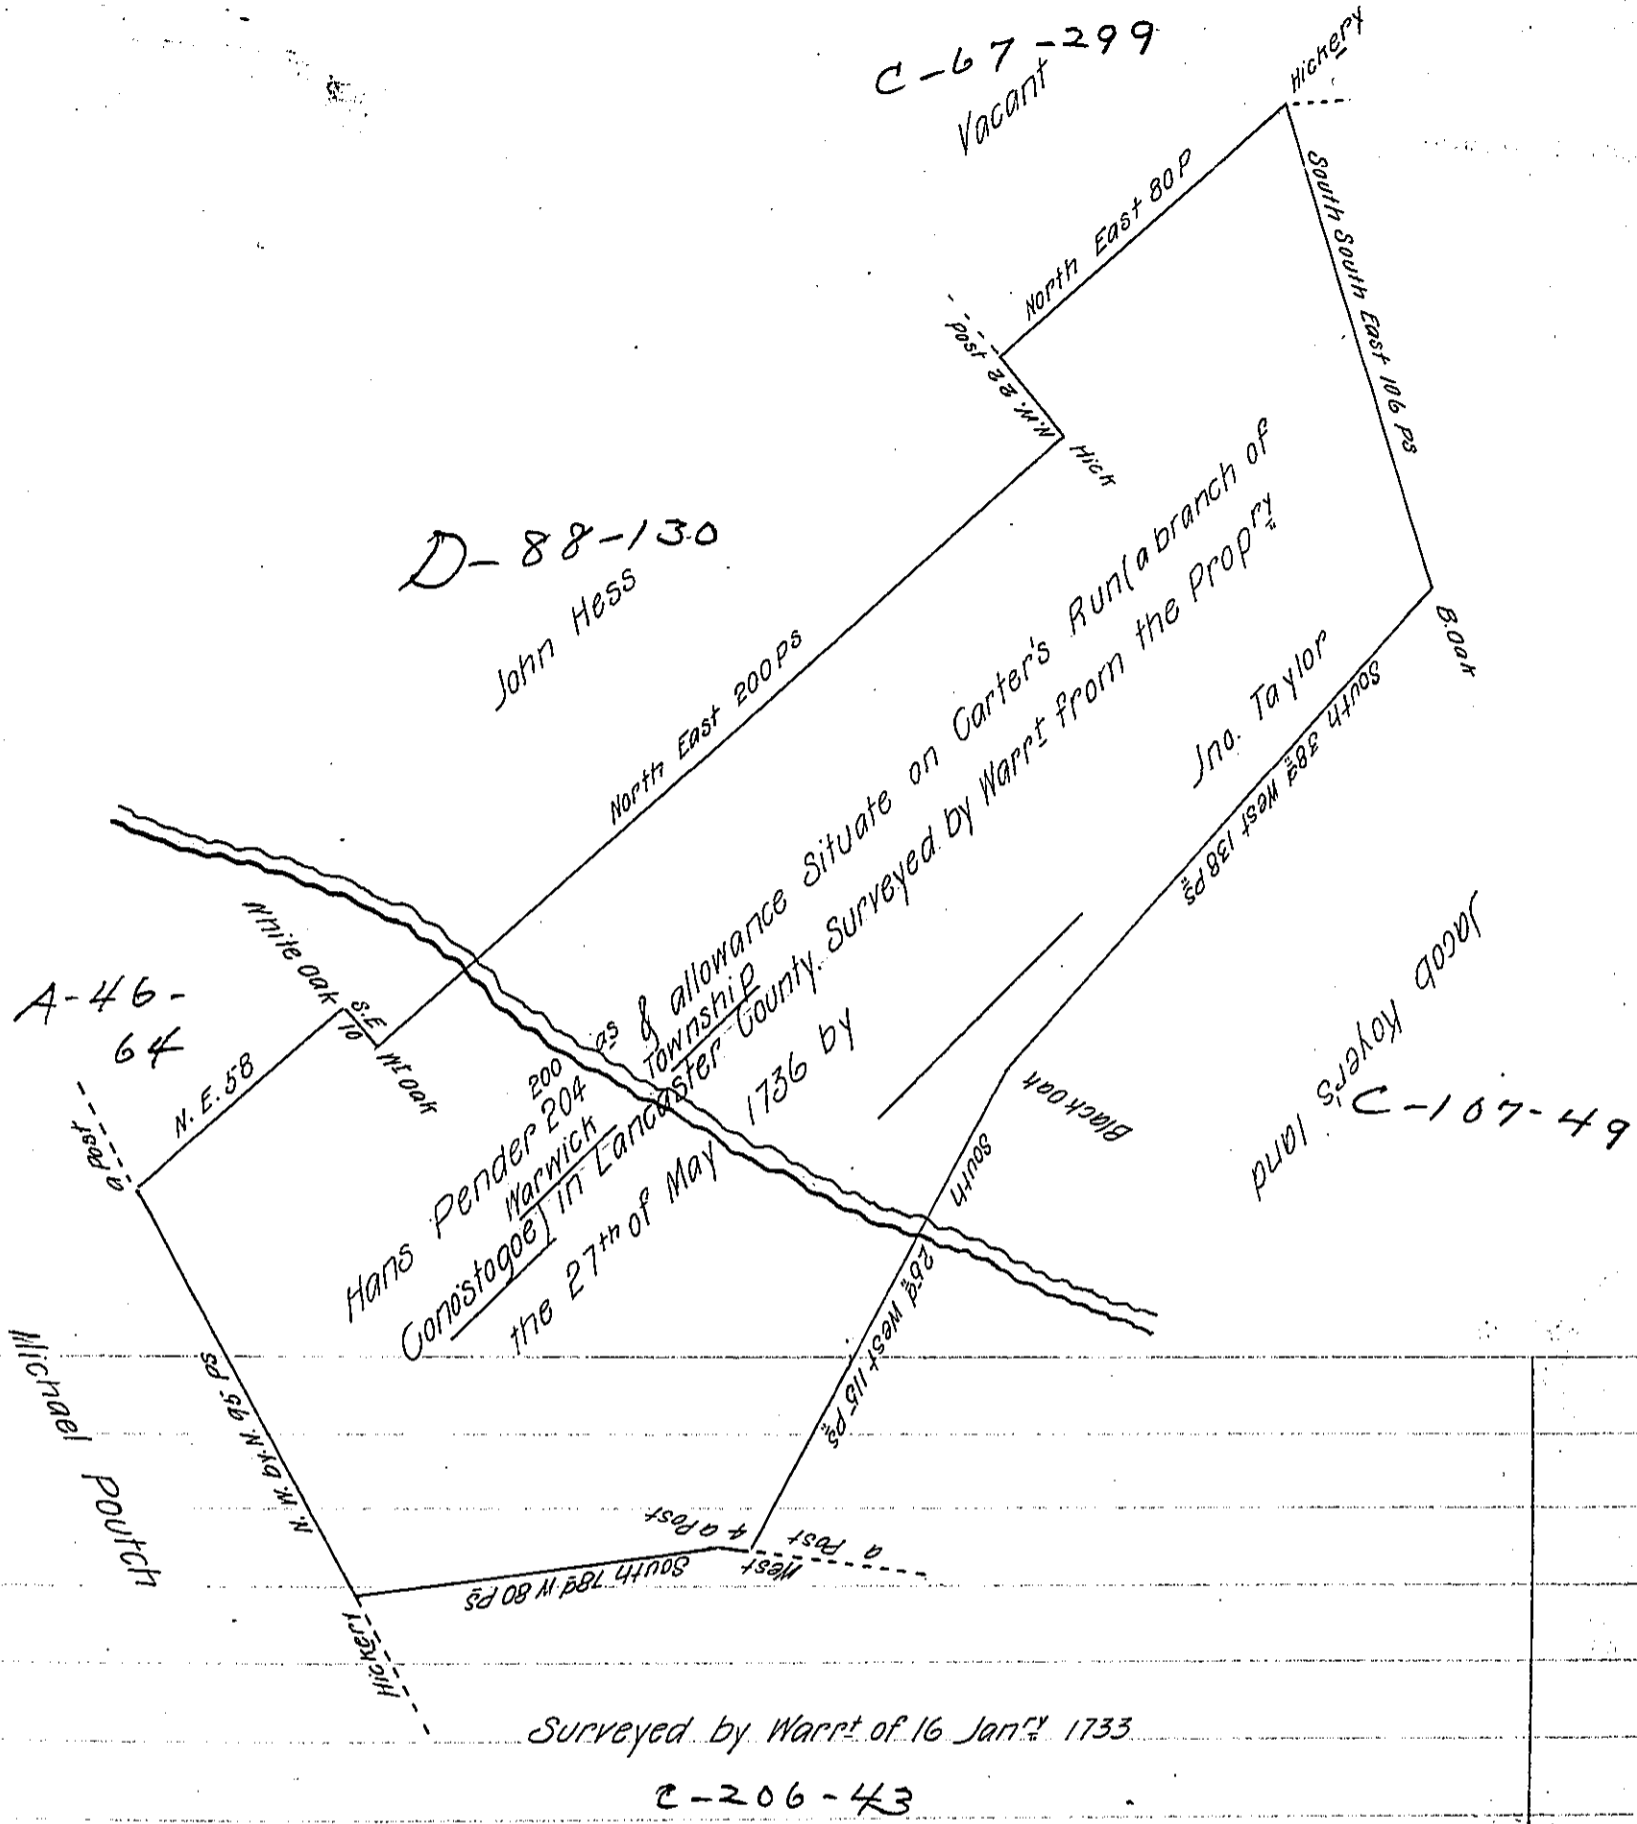 C-67-299
Vacant
Hickery
North East 80 P
South South East 106 ps
post 22 N.W.
Hick
D-88-130
John Hess
North East 200 ps
B.oak
South 38d West 138 ps
Jno. Taylor
Jacob Koyer's land
C-107-49
White oak
S.E 10
Wt oak
A-46-
64
N. E. 58
a Post
200
Hans Pender 204 as & allowance Situate on Carter's Run (a branch of
Warwick Township
Conostogoe) in Lancaster County. Surveyed by Warrt from the Propry
the 27th of May 1736 by
Black oak
South 26d West 115 ps
a Post
West 4 a Post
South 78d W 80 ps
Hickery
N. W. by. N. 95. ps
Michael Poutch
Surveyed by Warrt of 16 Janry 1733
C-206-43